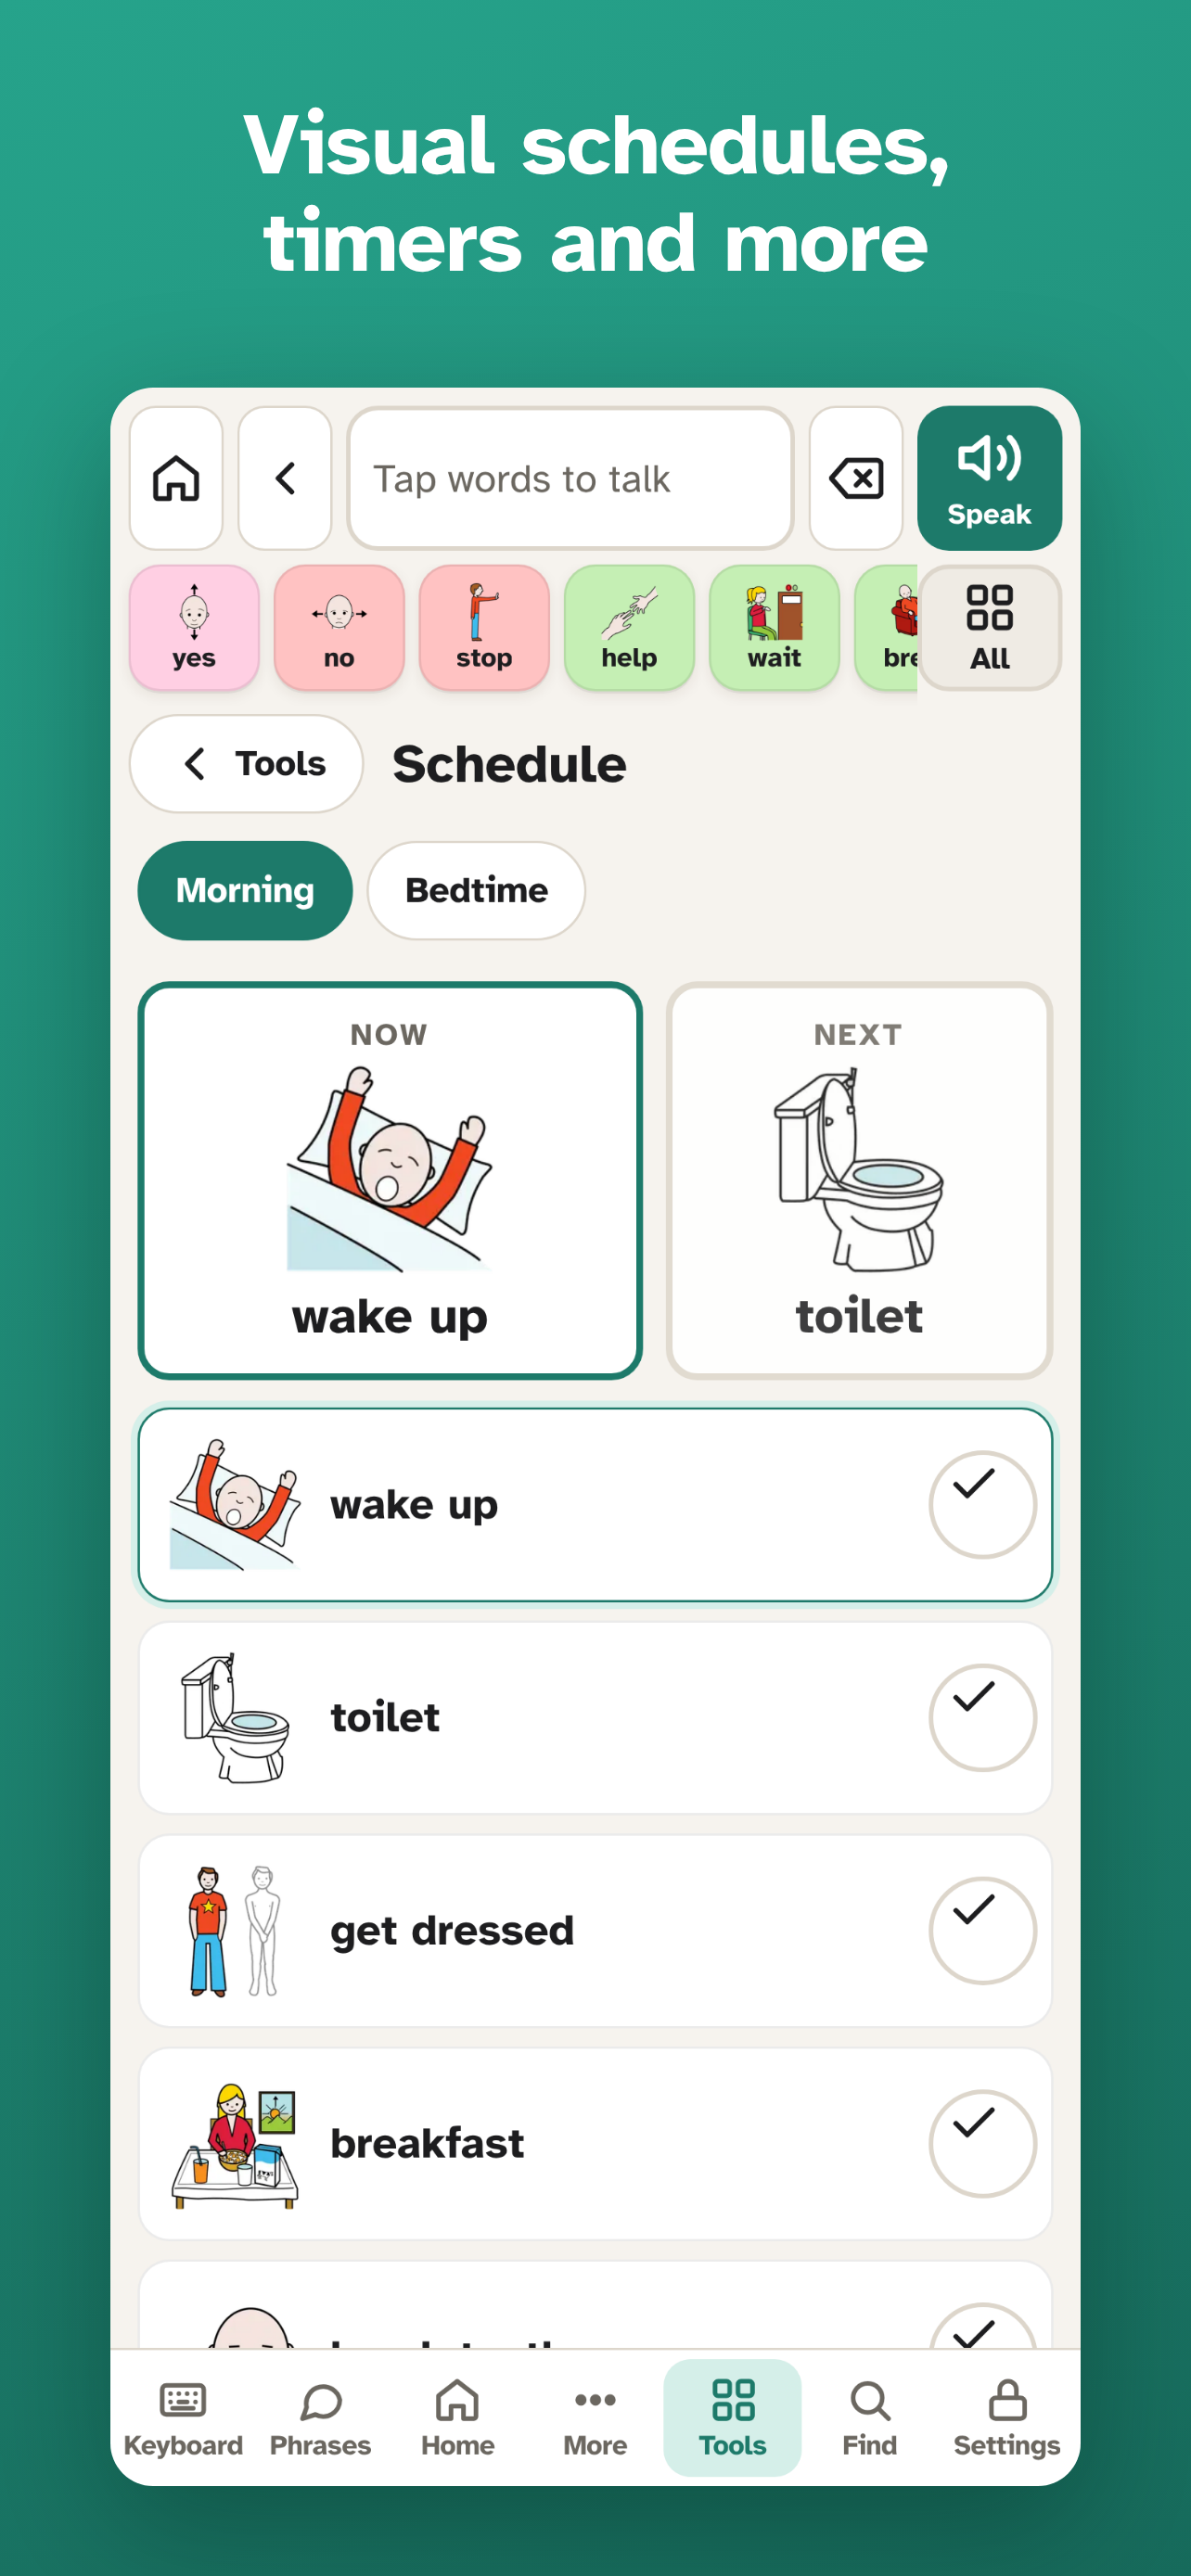 Visual schedules,
timers and more
Tap words to talk
Speak
yes
no
stop
help
wait
All
Tools
Schedule
Morning
Bedtime
NOW
NEXT
wake up
toilet
wake up
toilet
get dressed
breakfast
Keyboard
Phrases
Home
More
Tools
Find
Settings